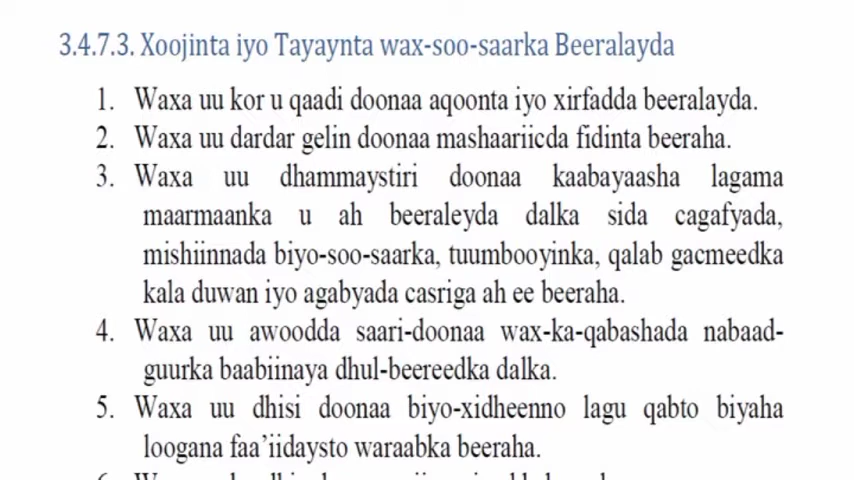 3.4.7.3. Xoojinta iyo Tayaynta wax-soo-saarka Beeralayda
1. Waxa uu kor u qaadi doonaa aqoonta iyo xirfadda beeralayda.
2. Waxa uu dardar gelin doonaa mashaariicda fidinta beeraha.
3. Waxa uu dhammaystiri doonaa kaabayaasha lagama
maarmaanka u ah beeraleyda dalka sida cagafyada,
mishiinnada biyo-soo-saarka, tuumbooyinka, qalab gacmeedka
kala duwan iyo agabyada casriga ah ee beeraha.
4. Waxa uu awoodda saari-doonaa wax-ka-qabashada nabaad-
guurka baabiinaya dhul-beereedka dalka.
5. Waxa uu dhisi doonaa biyo-xidheenno lagu qabto biyaha
loogana faa'iidaysto waraabka beeraha.